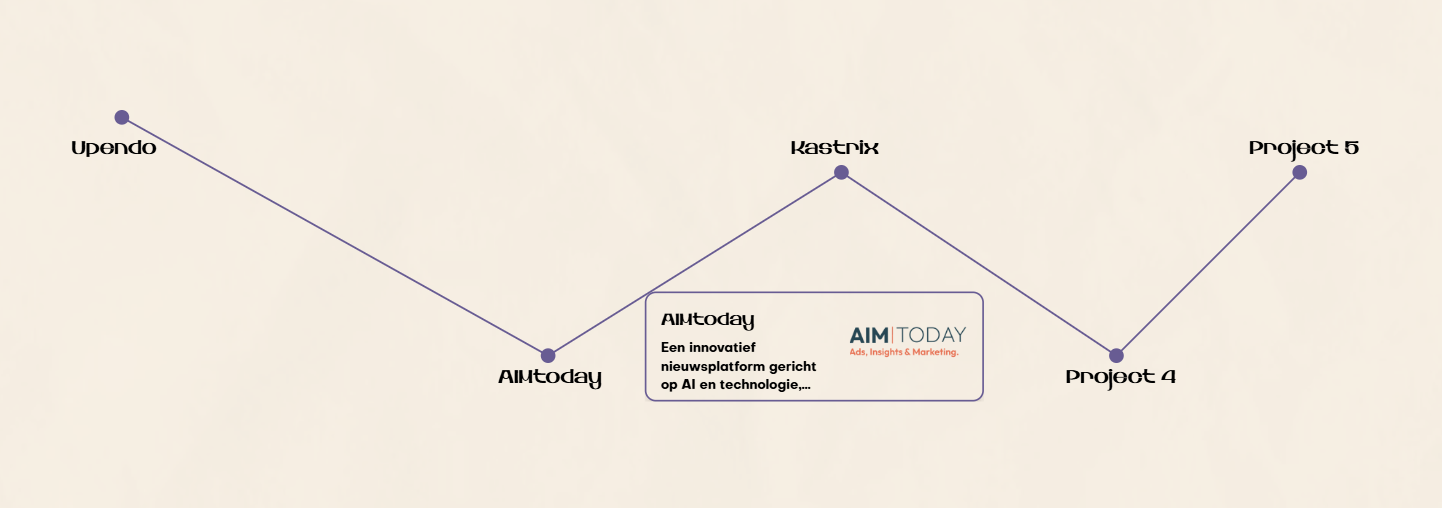 Upendo
Kastrix
Project 5
AIMtoday
Een innovatief
nieuwsplatform gericht
op AI en technologie,...
AIM|TODAY
Ads, Insights & Marketing.
AIMtoday
Project 4